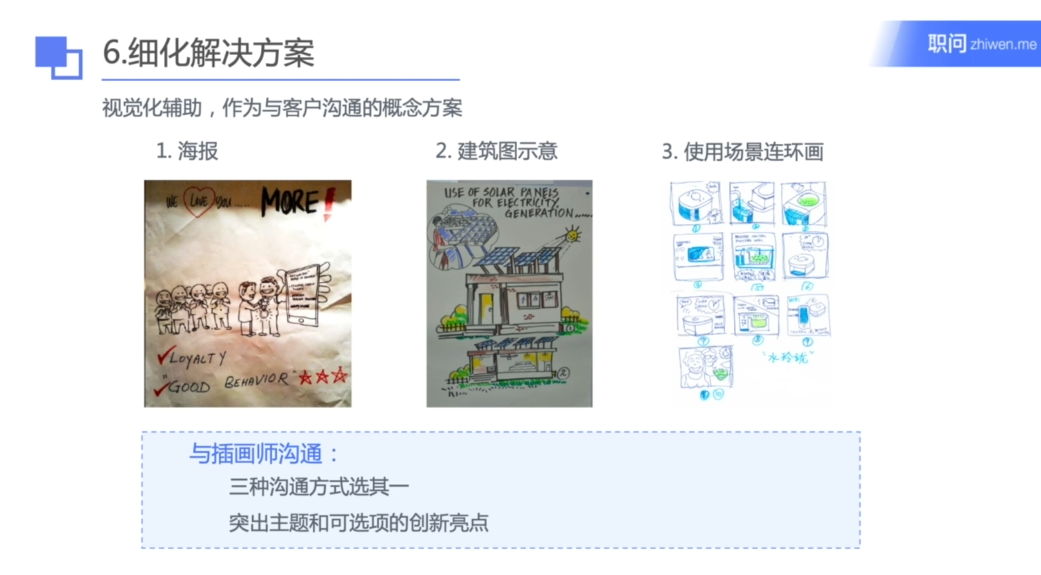 6.细化解决方案
职问 zhiwen.me
视觉化辅助，作为与客户沟通的概念方案
1. 海报
2. 建筑图示意
3. 使用场景连环画
WE LOVE YOU.....
MORE!
LOYALTY
"GOOD BEHAVIOR"
USE OF SOLAR PANELS
FOR ELECTRICITY
GENERATION.....
①
②
"水玲珑"
与插画师沟通：
三种沟通方式选其一
突出主题和可选项的创新亮点